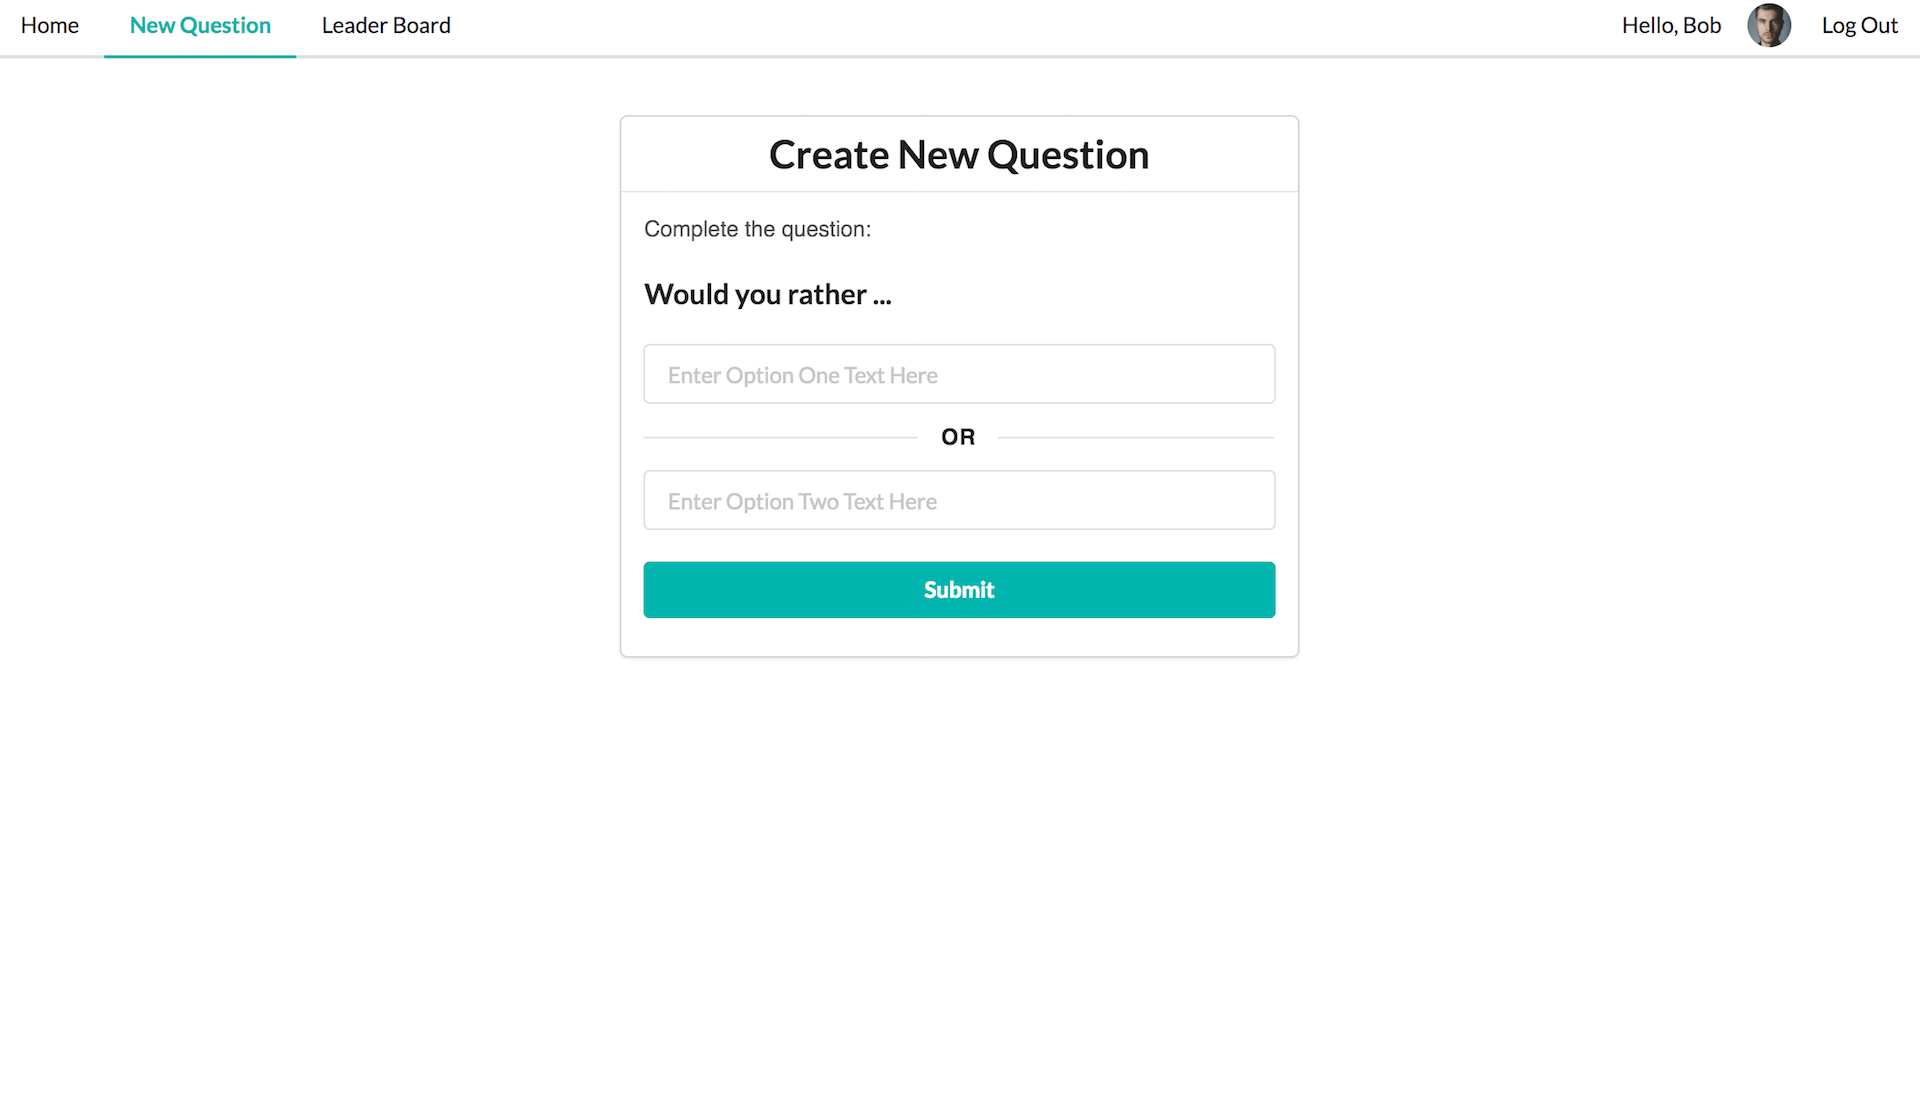 Home New Question Leader Board Hello, Bob Log Out
Create New Question
Complete the question:
Would you rather ...
Enter Option One Text Here
OR
Enter Option Two Text Here
Submit